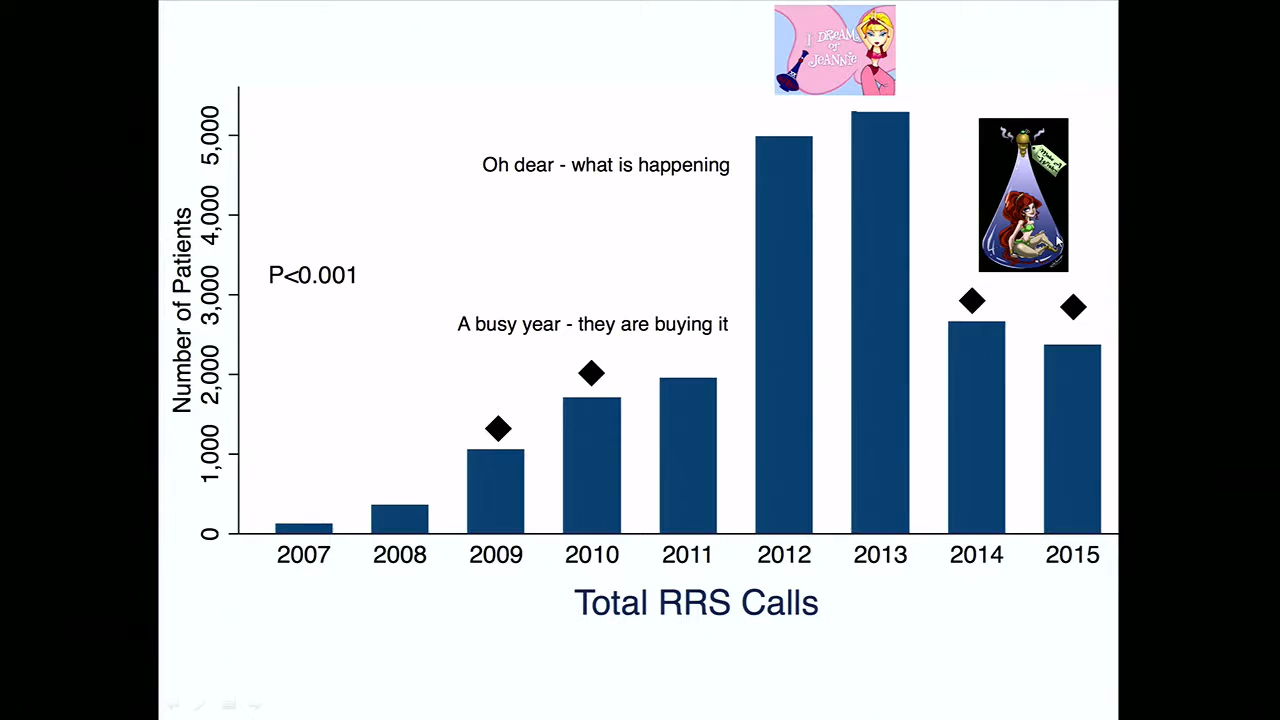 I DREAM
OF
JEANNIE
Oh dear - what is happening
Make A
P<0.001
A busy year - they are buying it
Number of Patients
5,000
4,000
3,000
2,000
1,000
0
2007 2008 2009 2010 2011 2012 2013 2014 2015
Total RRS Calls